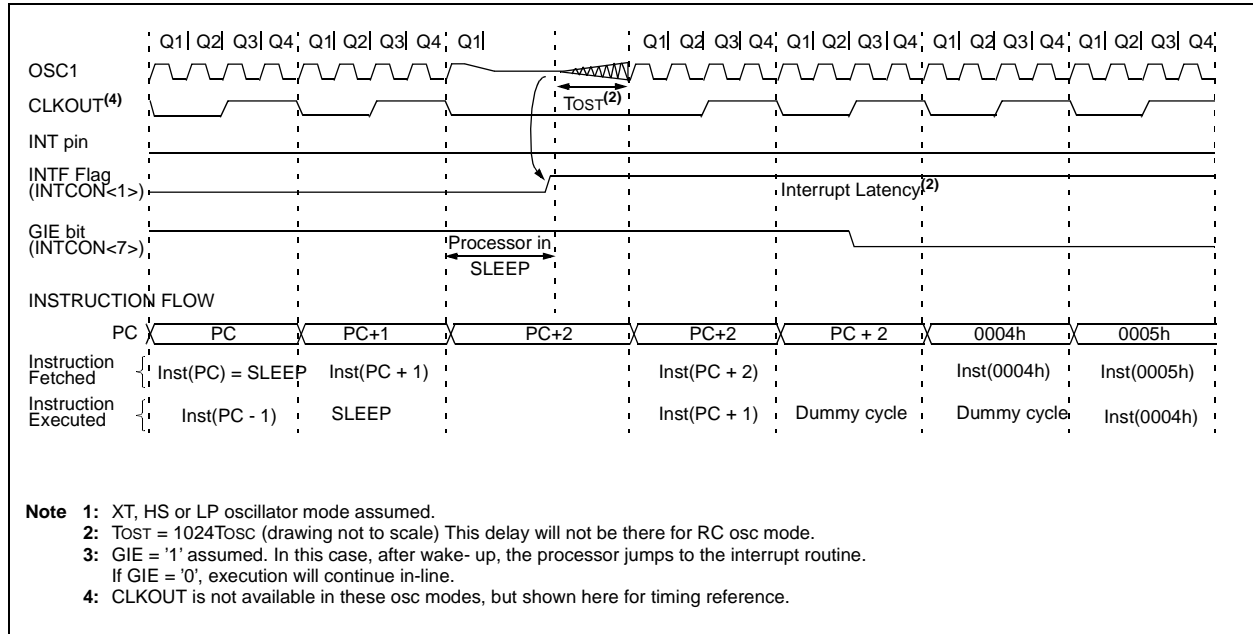 Q1 Q2 Q3 Q4 Q1 Q2 Q3 Q4 Q1 Q1 Q2 Q3 Q4 Q1 Q2 Q3 Q4 Q1 Q2 Q3 Q4 Q1 Q2 Q3 Q4
OSC1
CLKOUT(4)
TOST(2)
INT pin
INTF Flag
(INTCON<1>)
Interrupt Latency(2)
GIE bit
(INTCON<7>)
Processor in
SLEEP
INSTRUCTION FLOW
PC PC PC+1 PC+2 PC+2 PC + 2 0004h 0005h
Instruction
Fetched
Inst(PC) = SLEEP Inst(PC + 1) Inst(PC + 2) Inst(0004h) Inst(0005h)
Instruction
Executed
Inst(PC - 1) SLEEP Inst(PC + 1) Dummy cycle Dummy cycle Inst(0004h)
Note 1: XT, HS or LP oscillator mode assumed.
2: TOST = 1024TOSC (drawing not to scale) This delay will not be there for RC osc mode.
3: GIE = '1' assumed. In this case, after wake- up, the processor jumps to the interrupt routine.
If GIE = '0', execution will continue in-line.
4: CLKOUT is not available in these osc modes, but shown here for timing reference.